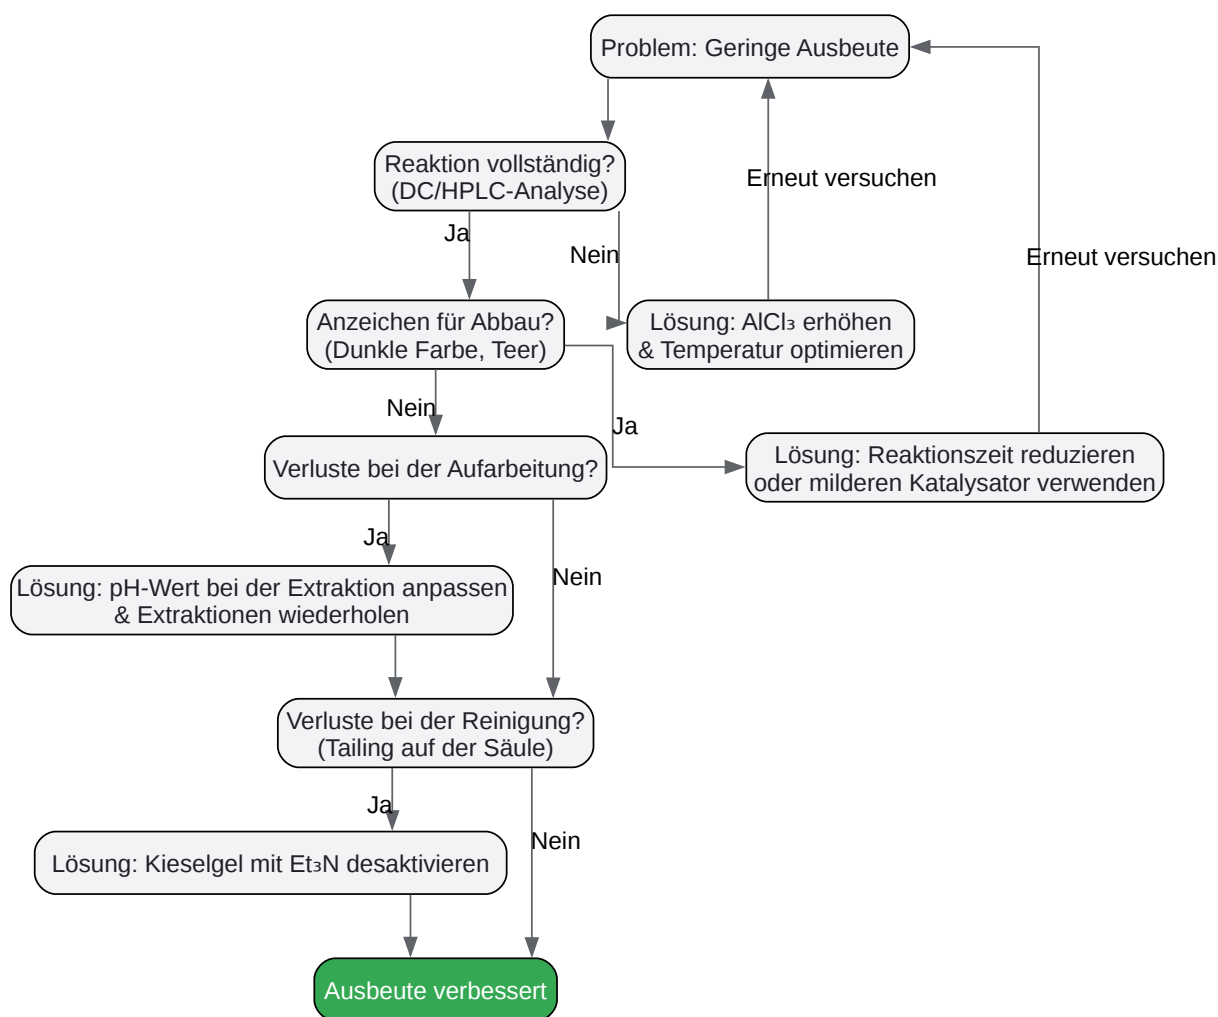 Problem: Geringe Ausbeute
Reaktion vollständig?
(DC/HPLC-Analyse)
Erneut versuchen
Ja
Nein
Erneut versuchen
Anzeichen für Abbau?
(Dunkle Farbe, Teer)
Lösung: AlCl₃ erhöhen
& Temperatur optimieren
Nein
Ja
Verluste bei der Aufarbeitung?
Lösung: Reaktionszeit reduzieren
oder milderen Katalysator verwenden
Ja
Nein
Lösung: pH-Wert bei der Extraktion anpassen
& Extraktionen wiederholen
Verluste bei der Reinigung?
(Tailing auf der Säule)
Ja
Nein
Lösung: Kieselgel mit Et₃N desaktivieren
Ausbeute verbessert